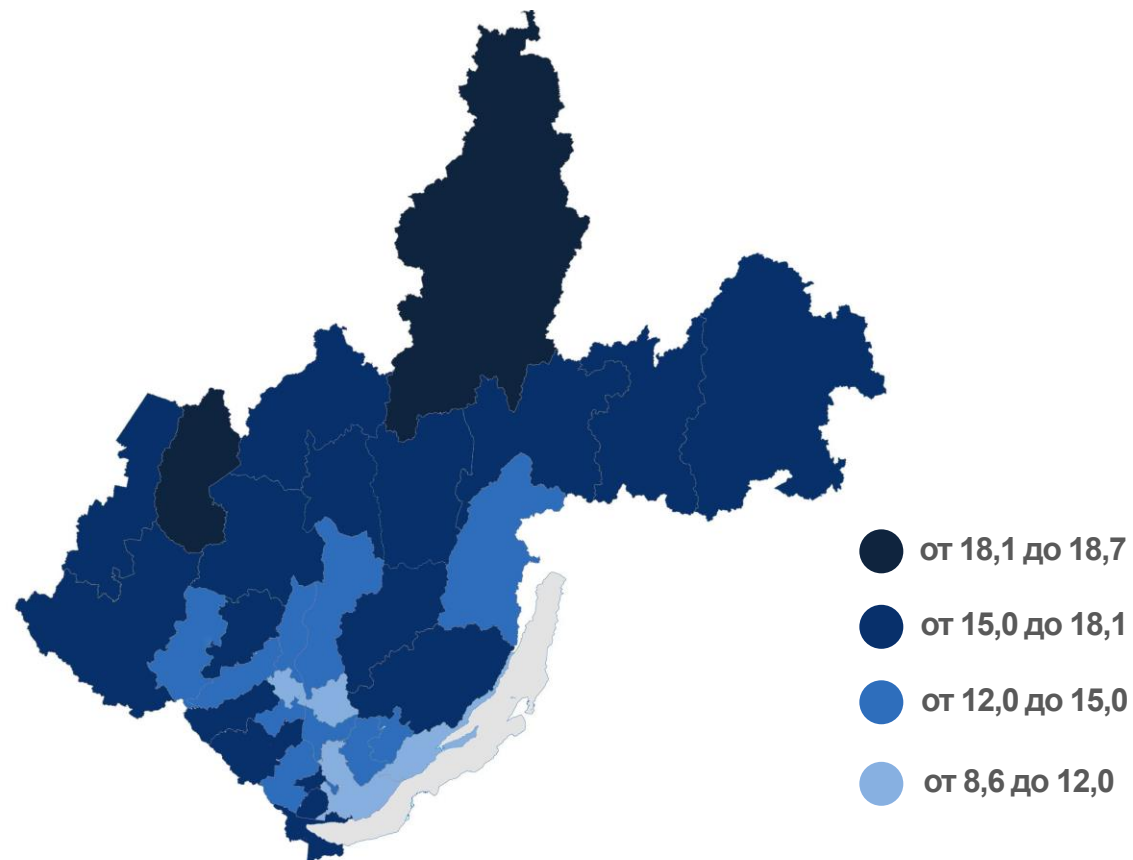 от 18,1 до 18,7
от 15,0 до 18,1
от 12,0 до 15,0
от 8,6 до 12,0